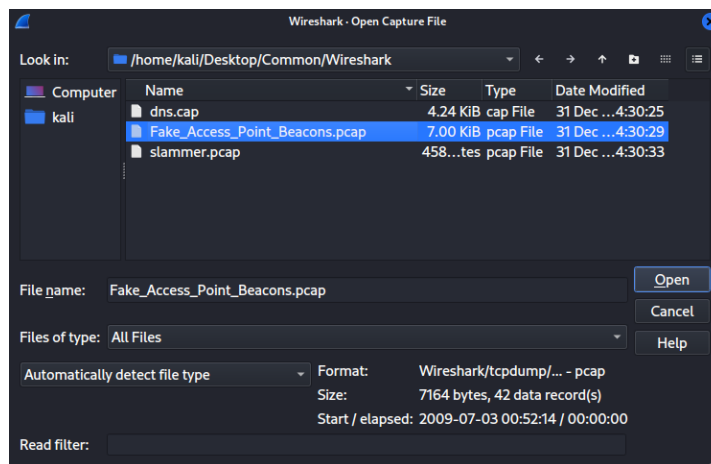 Wireshark · Open Capture File
Look in: /home/kali/Desktop/Common/Wireshark
Computer
kali
Name Size Type Date Modified
dns.cap 4.24 KiB cap File 31 Dec ...4:30:25
Fake_Access_Point_Beacons.pcap 7.00 KiB pcap File 31 Dec ...4:30:29
slammer.pcap 458...tes pcap File 31 Dec ...4:30:33
File name: Fake_Access_Point_Beacons.pcap Open
Cancel
Files of type: All Files Help
Automatically detect file type Format: Wireshark/tcpdump/... - pcap
Size: 7164 bytes, 42 data record(s)
Start / elapsed: 2009-07-03 00:52:14 / 00:00:00
Read filter: